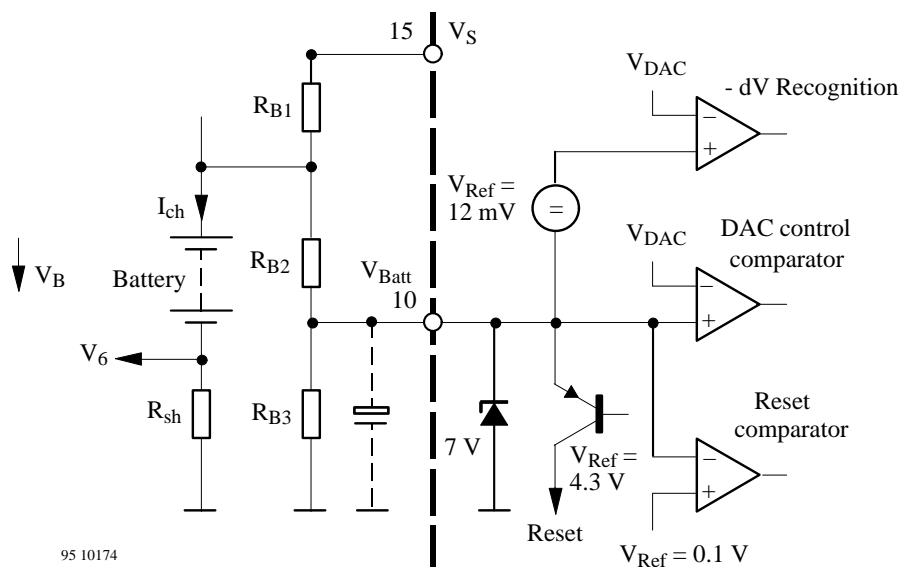 15 V_S
V_DAC
- dV Recognition
R_B1
−
+
V_Ref =
12 mV
=
I_ch
V_B
Battery
R_B2
V_Batt
10
V_DAC
DAC control
comparator
−
+
V_6
R_sh
R_B3
7 V
V_Ref =
4.3 V
Reset
Reset
comparator
−
+
V_Ref = 0.1 V
95 10174